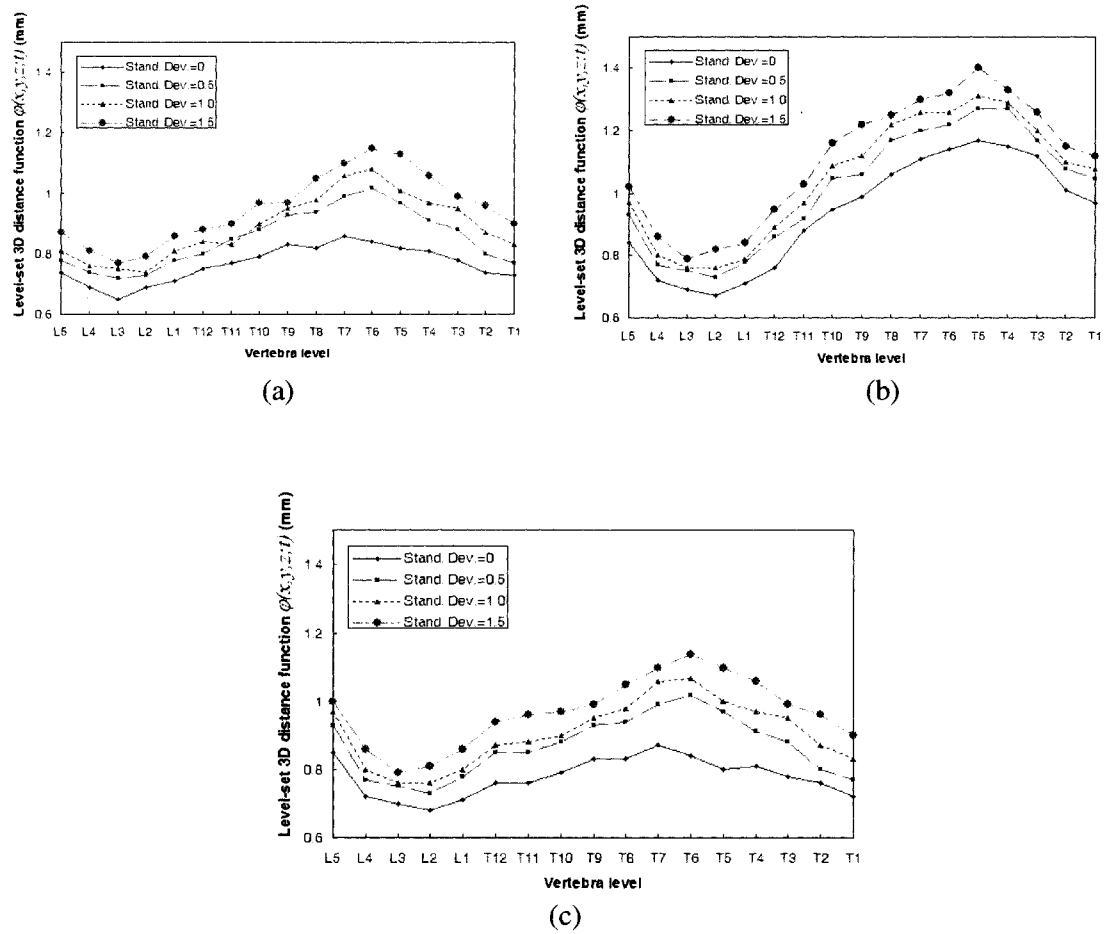 Level-set 3D distance function φ(x,y,z;t) (mm)
1.4
1.2
1
0.8
0.6
Stand. Dev.=0
Stand. Dev.=0.5
Stand. Dev.=1.0
Stand. Dev.=1.5
L5 L4 L3 L2 L1 T12 T11 T10 T9 T8 T7 T6 T5 T4 T3 T2 T1
Vertebra level
(a)
Level-set 3D distance function φ(x,y,z;t) (mm)
1.4
1.2
1
0.8
0.6
Stand. Dev.=0
Stand. Dev.=0.5
Stand. Dev.=1.0
Stand. Dev.=1.5
L5 L4 L3 L2 L1 T12 T11 T10 T9 T8 T7 T6 T5 T4 T3 T2 T1
Vertebra level
(b)
Level-set 3D distance function φ(x,y,z;t) (mm)
1.4
1.2
1
0.8
0.6
Stand. Dev.=0
Stand. Dev.=0.5
Stand. Dev.=1.0
Stand. Dev.=1.5
L5 L4 L3 L2 L1 T12 T11 T10 T9 T8 T7 T6 T5 T4 T3 T2 T1
Vertebra level
(c)